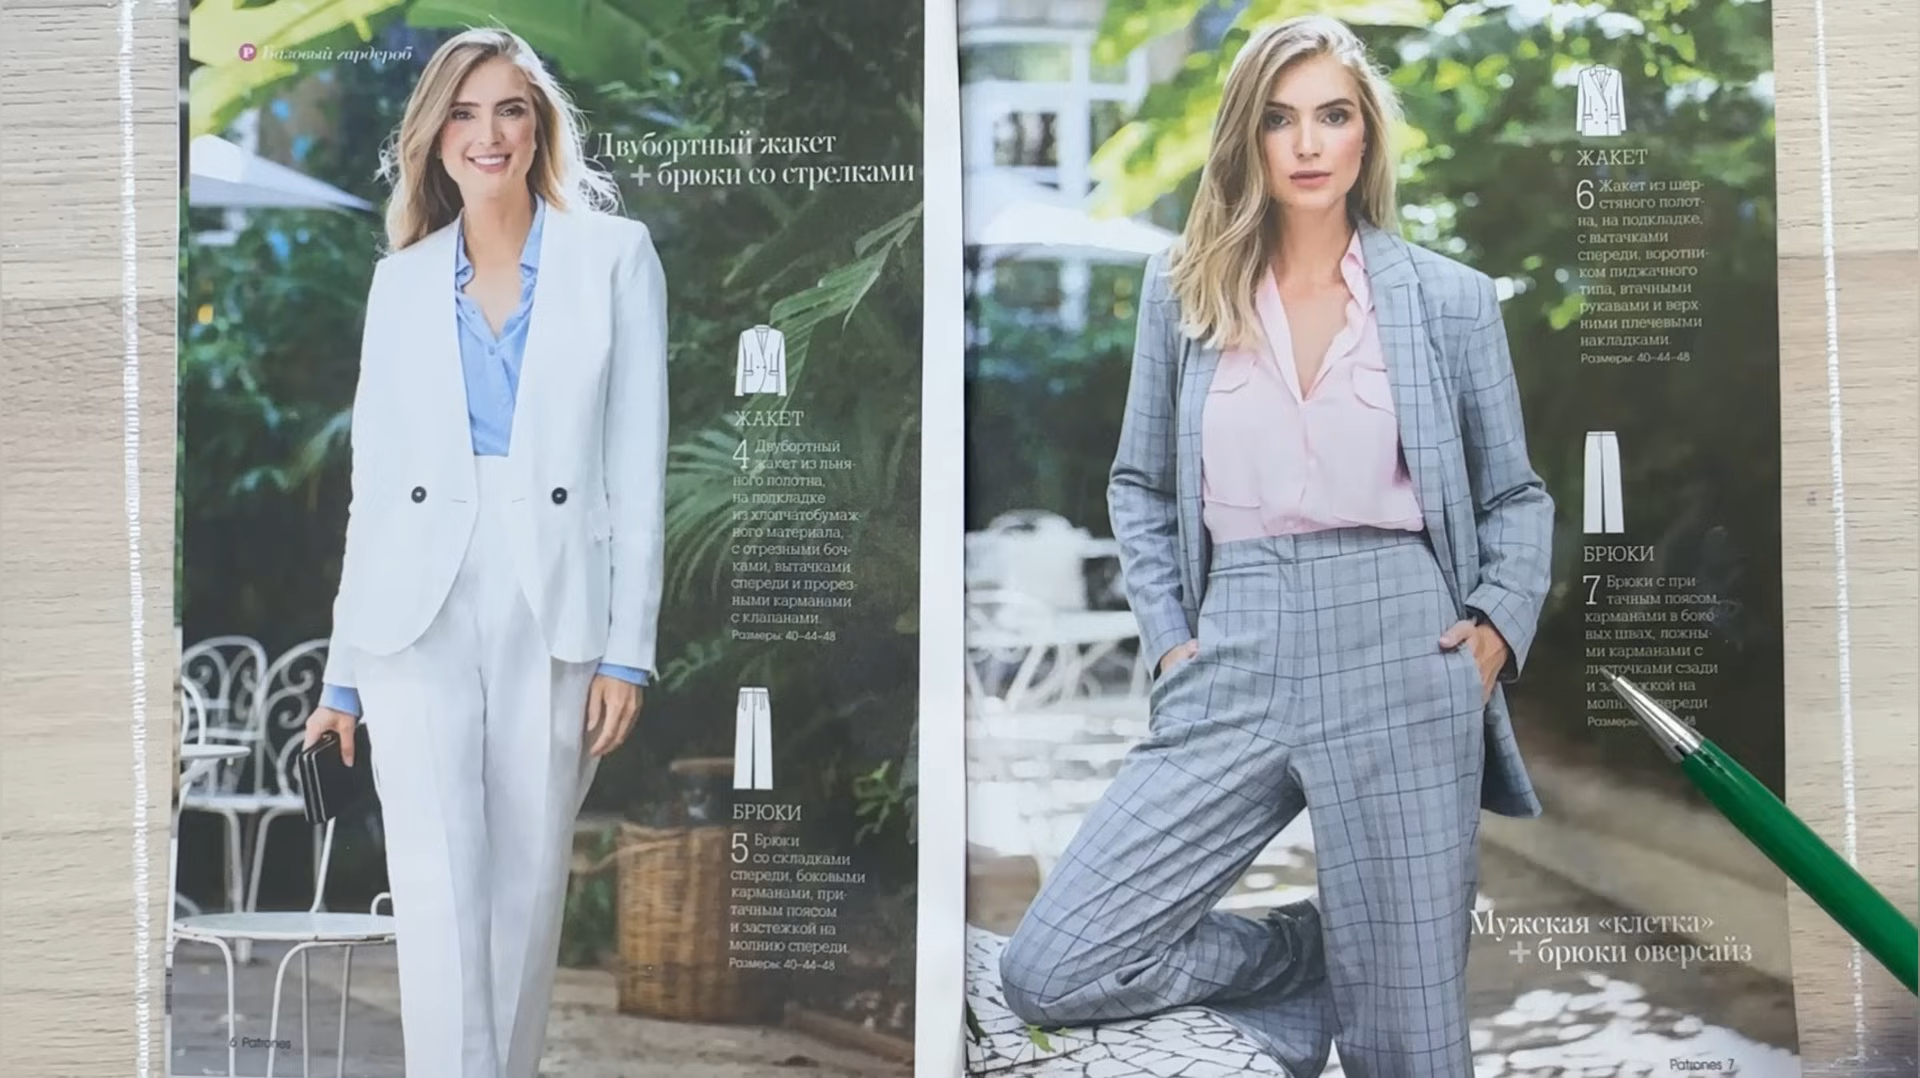 Базовый гардероб
Двубортный жакет
+ брюки со стрелками
ЖАКЕТ
4 Двубортный
жакет из льня-
ного полотна,
на подкладке
из хлопчатобумаж-
ного материала,
с отрезными боч-
ками, вытачками
спереди и прорез-
ными карманами
с клапанами.
Размеры: 40-44-48
БРЮКИ
5 Брюки
со складками
спереди, боковыми
карманами, при-
тачным поясом
и застежкой на
молнию спереди.
Размеры: 40-44-48
6 Patrones
ЖАКЕТ
6 Жакет из шер-
стяного полот-
на, на подкладке,
с вытачками
спереди, воротни-
ком пиджачного
типа, втачными
рукавами и верх-
ними плечевыми
накладками.
Размеры: 40-44-48
БРЮКИ
7 Брюки с при-
тачным поясом,
карманами в боко-
вых швах, ложны-
ми карманами с
листочками сзади
и на
Размеры
Мужская «клетка»
+ брюки оверсайз
Patrones 7